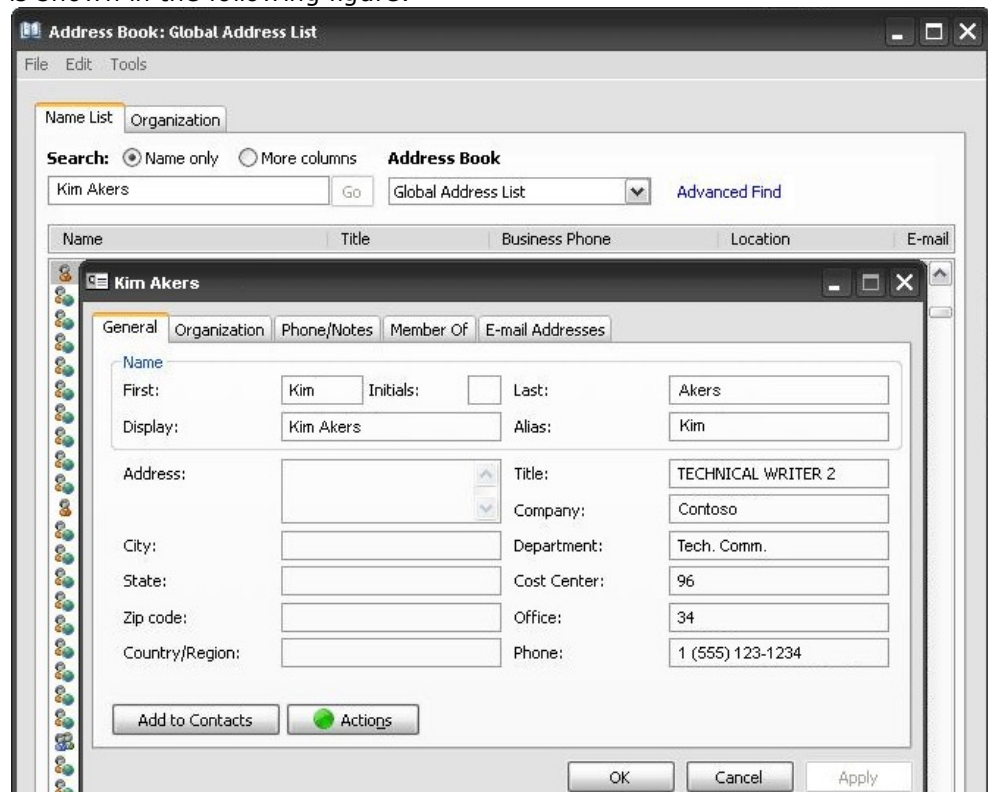 is shown in the following figure.
Address Book: Global Address List
File Edit Tools
Name List Organization
Search: Name only More columns Address Book
Kim Akers Go Global Address List Advanced Find
Name Title Business Phone Location E-mail
Kim Akers
General Organization Phone/Notes Member Of E-mail Addresses
Name
First: Kim Initials: Last: Akers
Display: Kim Akers Alias: Kim
Address: Title: TECHNICAL WRITER 2
Company: Contoso
City: Department: Tech. Comm.
State: Cost Center: 96
Zip code: Office: 34
Country/Region: Phone: 1 (555) 123-1234
Add to Contacts Actions
OK Cancel Apply